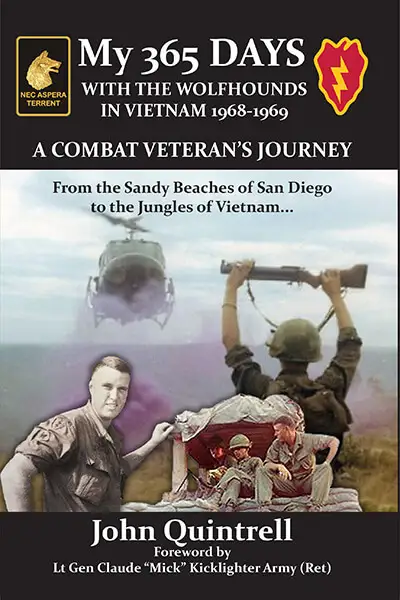 My 365 DAYS
WITH THE WOLFHOUNDS
IN VIETNAM 1968-1969
NEC ASPERA
TERRENT
A COMBAT VETERAN'S JOURNEY
From the Sandy Beaches of San Diego
to the Jungles of Vietnam...
John Quintrell
Foreword by
Lt Gen Claude “Mick” Kicklighter Army (Ret)